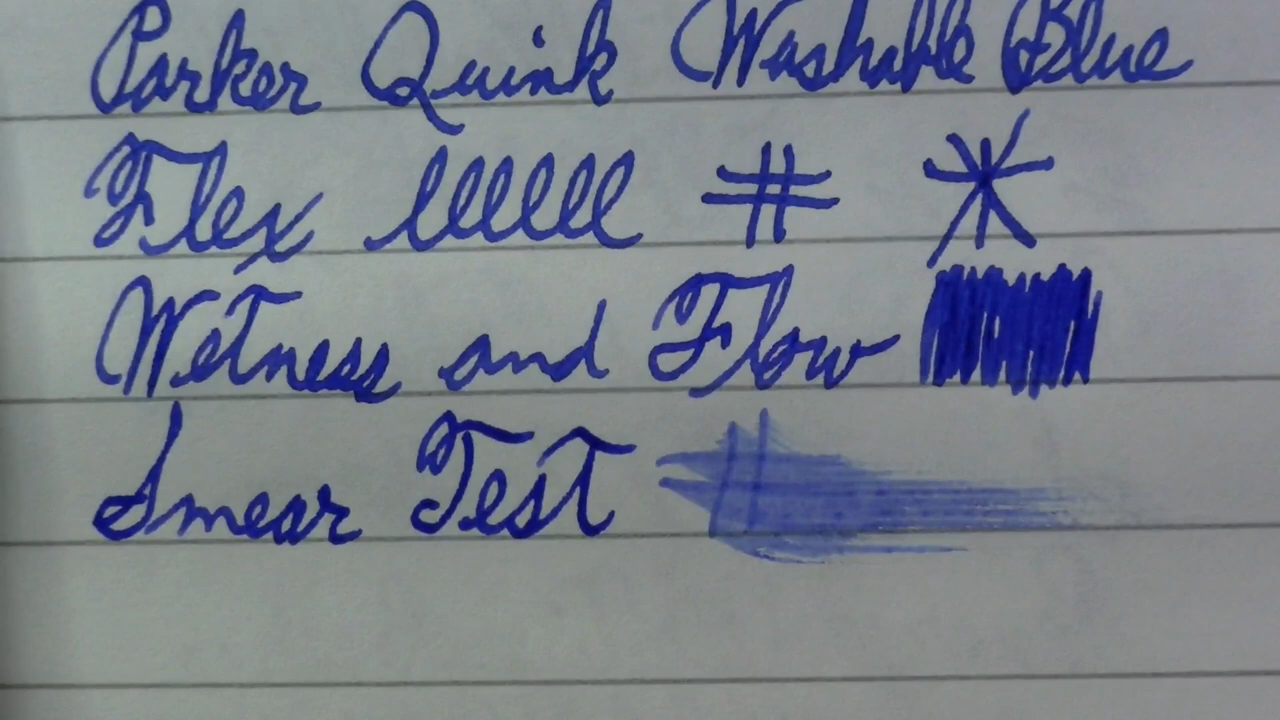 Parker Quink Washable Blue
Flex llllll # *
Wetness and Flow
Smear Test